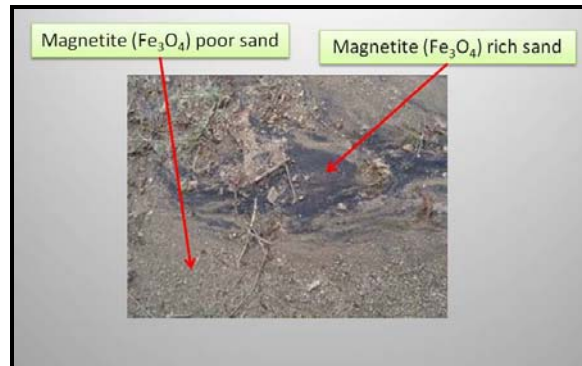 Magnetite (Fe₃O₄) poor sand
Magnetite (Fe₃O₄) rich sand